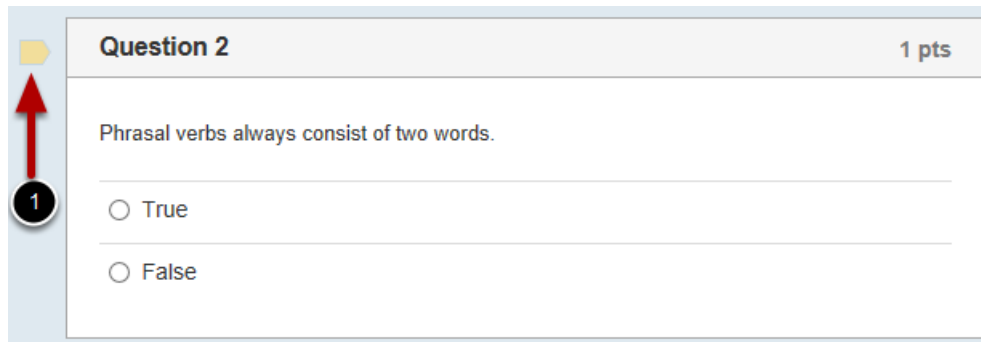 Question 2
1 pts
Phrasal verbs always consist of two words.
1
True
False